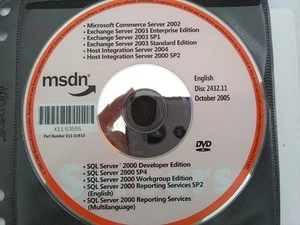 • Microsoft Commerce Server 2002
• Exchange Server 2003 Enterprise Edition
• Exchange Server 2003 SP1
• Exchange Server 2003 Standard Edition
• Host Integration Server 2004
• Host Integration Server 2000 SP2
msdn
English
Disc 2432.11
October 2005
X11-53555
Part Number
DVD
• SQL Server™ 2000 Developer Edition
• SQL Server 2000 SP4
• SQL Server 2000 Workgroup Edition
• SQL Server 2000 Reporting Services SP2
(English)
• SQL Server 2000 Reporting Services
(Multilanguage)